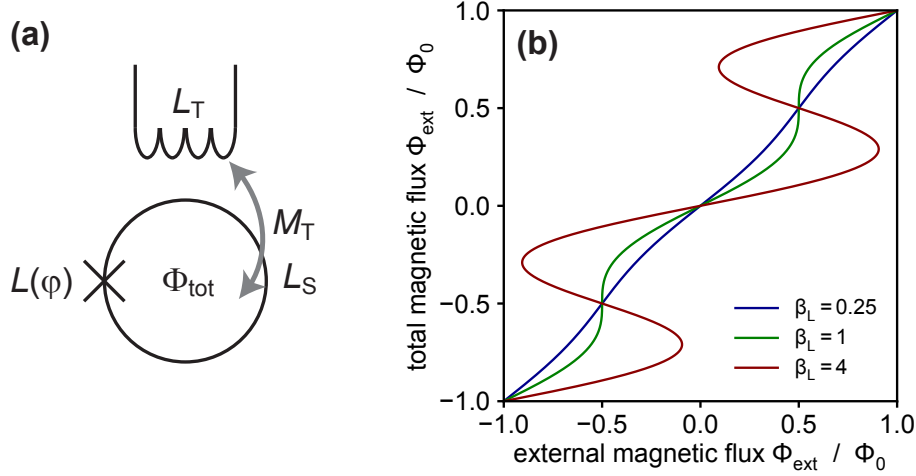 (a)
L_T
M_T
L(φ)
Φ_tot
L_S
(b)
total magnetic flux Φ_ext / Φ_0
1.0
0.5
0.0
−0.5
−1.0
β_L = 0.25
β_L = 1
β_L = 4
−1.0 −0.5 0.0 0.5 1.0
external magnetic flux Φ_ext / Φ_0